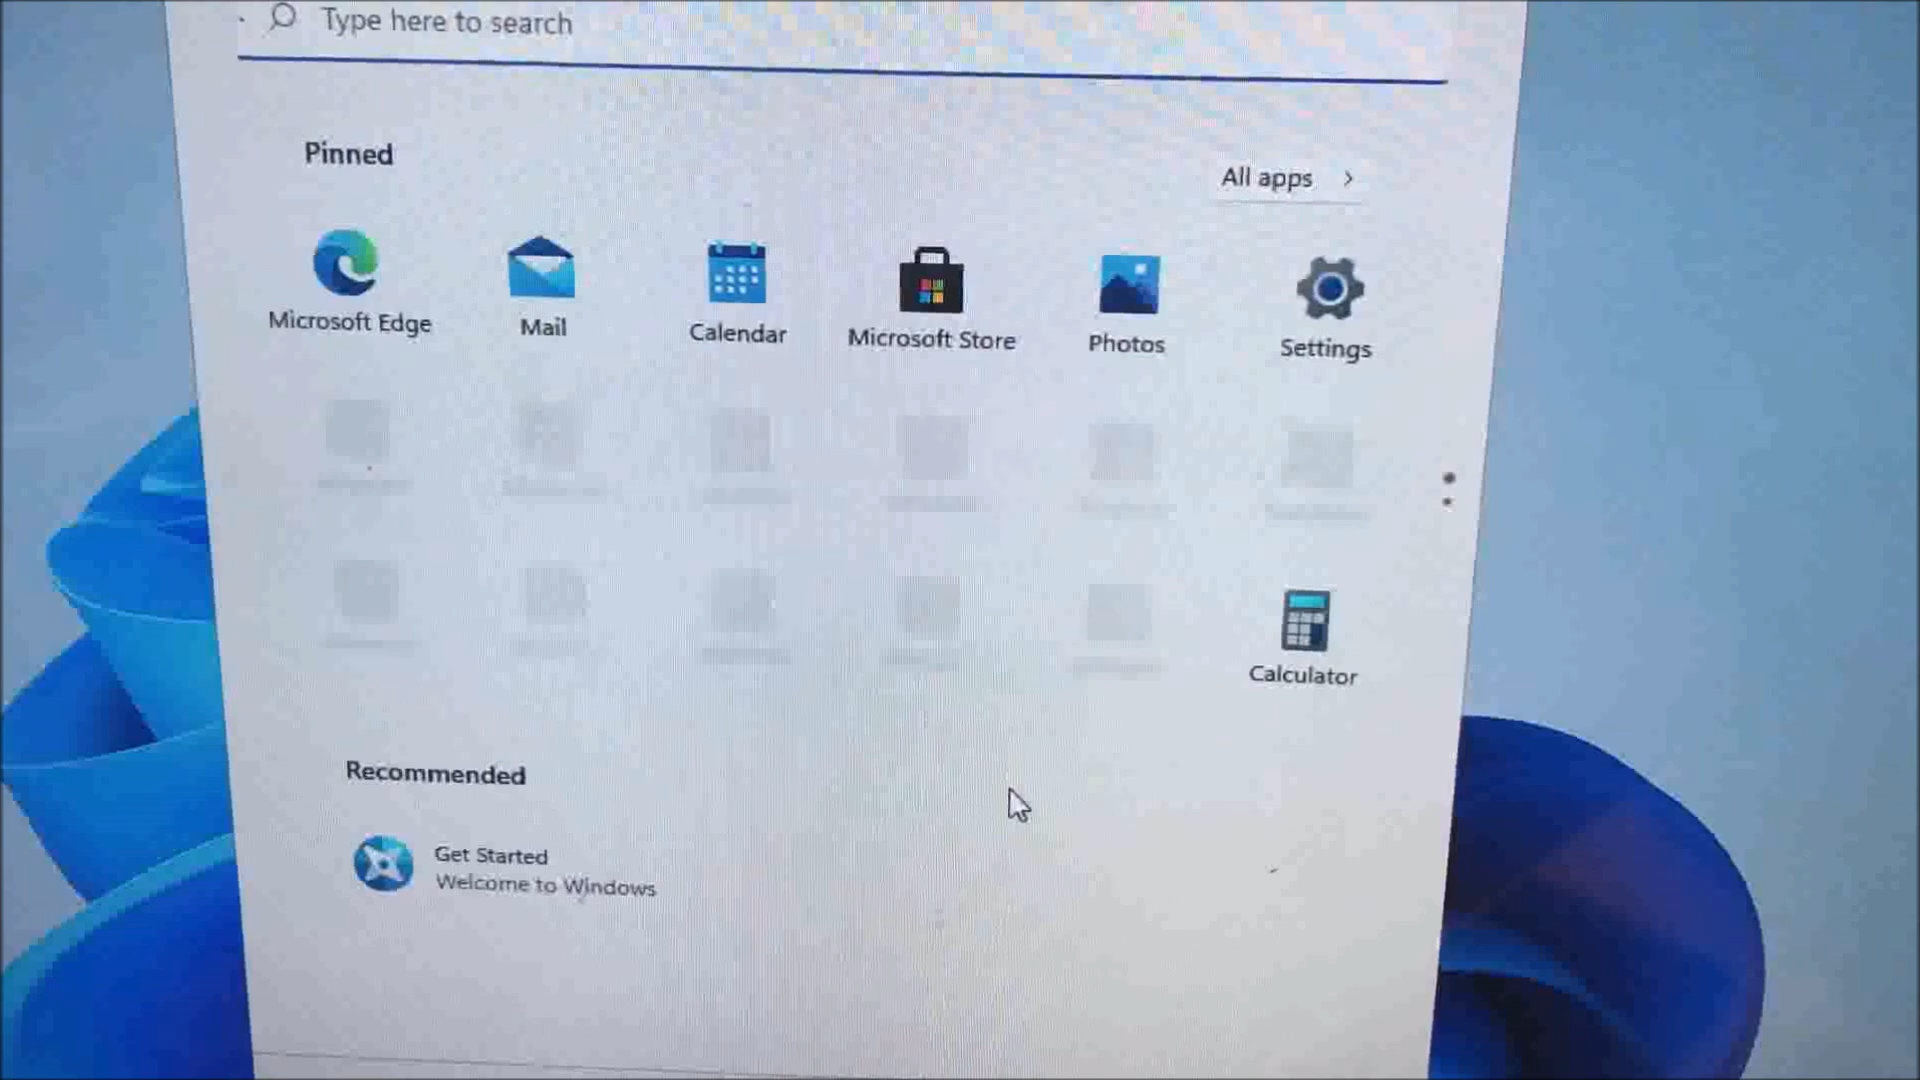 Type here to search
Pinned
All apps
Microsoft Edge
Mail
Calendar
Microsoft Store
Photos
Settings
Calculator
Recommended
Get Started
Welcome to Windows